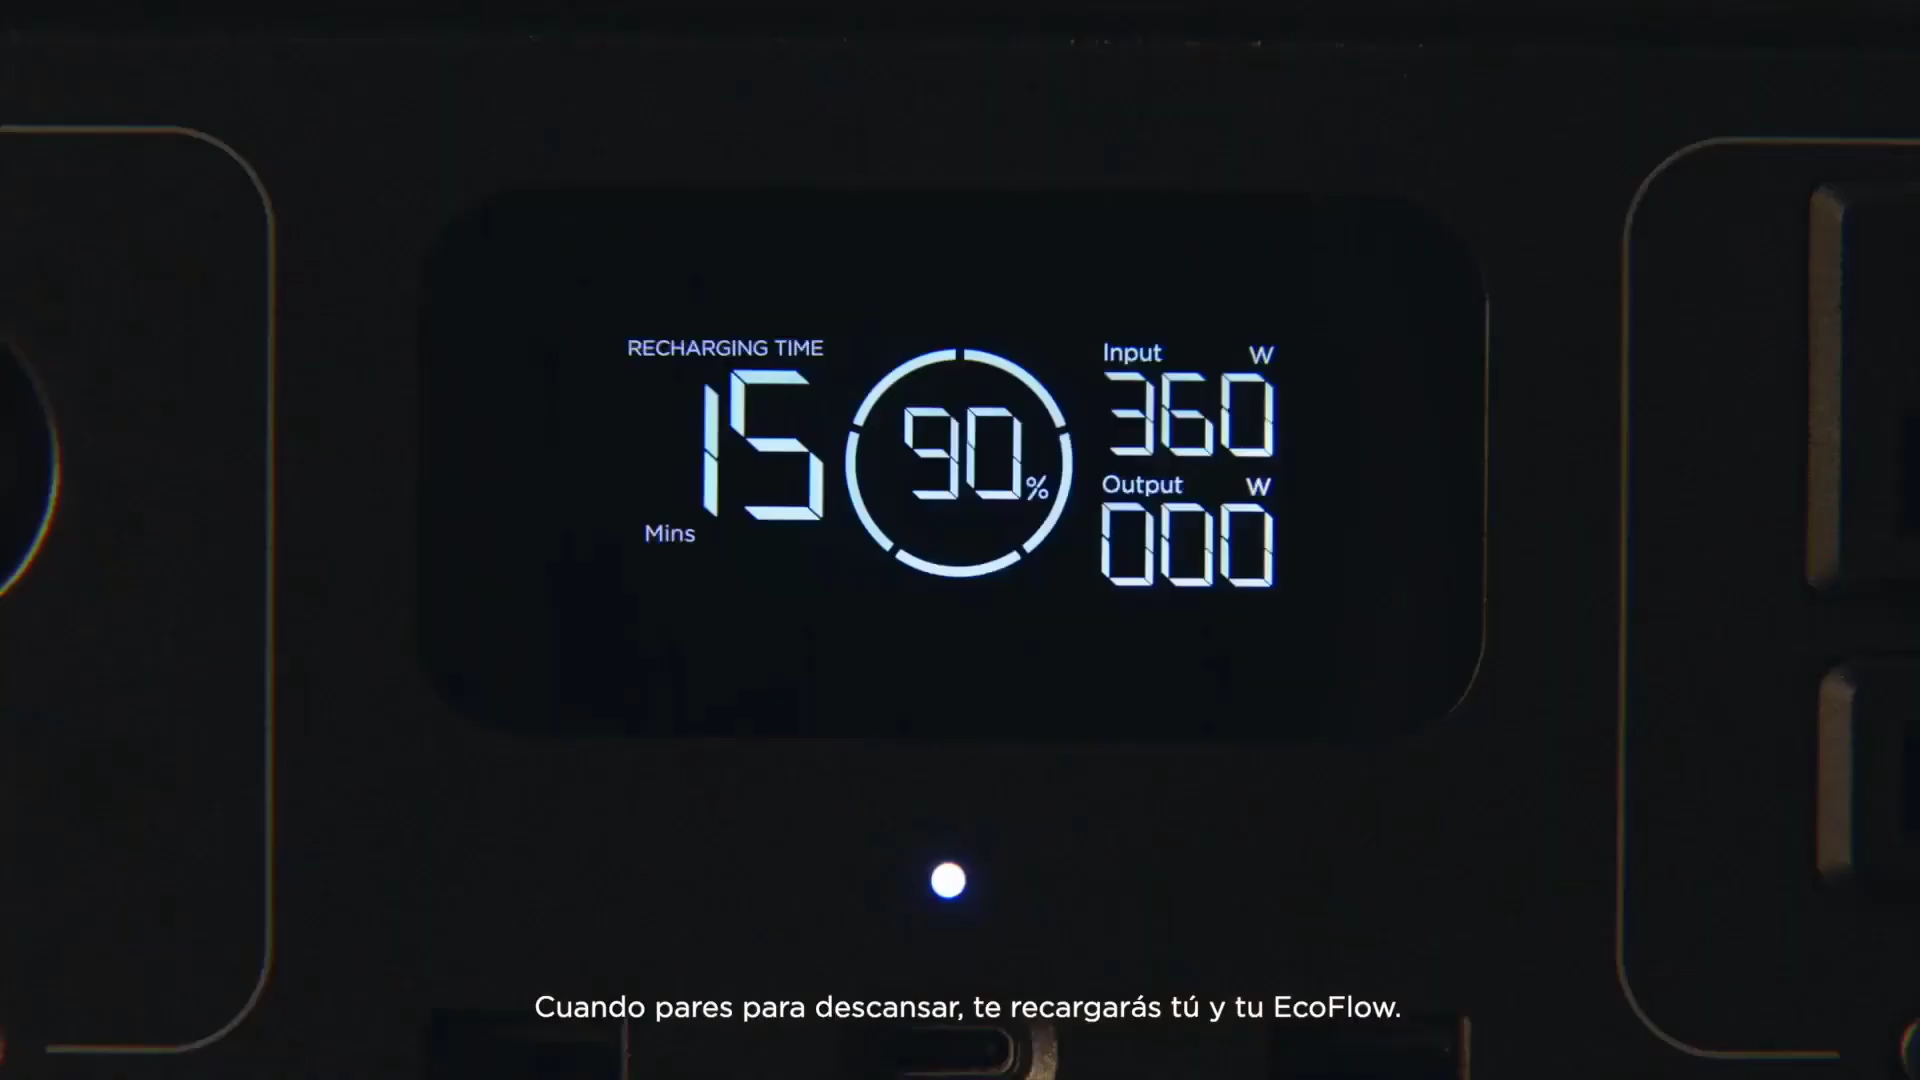 RECHARGING TIME
15
Mins
90%
Input W
360
Output W
000
Cuando pares para descansar, te recargarás tú y tu EcoFlow.